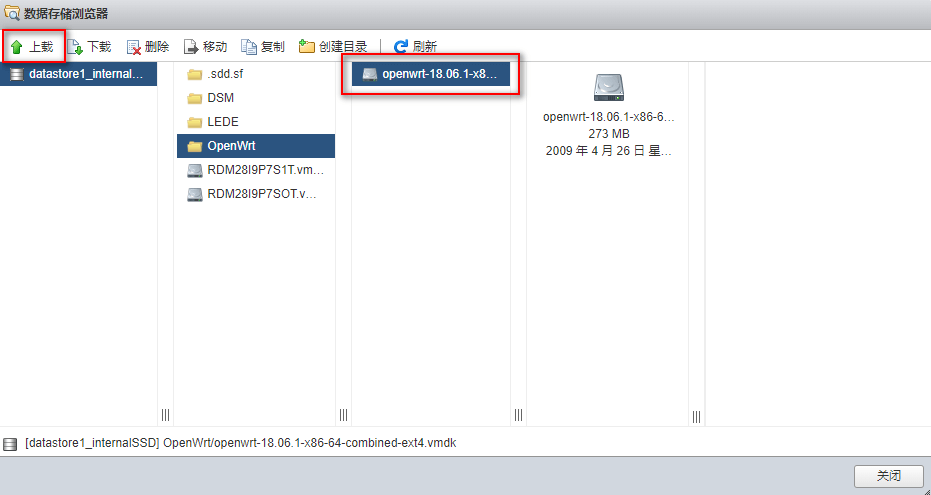 数据存储浏览器
上载 下载 删除 移动 复制 创建目录 刷新
datastore1_internal...
.sdd.sf
DSM
LEDE
OpenWrt
RDM28I9P7S1T.vm...
RDM28I9P7SOT.v...
openwrt-18.06.1-x8...
openwrt-18.06.1-x86-6...
273 MB
2009 年 4 月 26 日 星...
[datastore1_internalSSD] OpenWrt/openwrt-18.06.1-x86-64-combined-ext4.vmdk
关闭